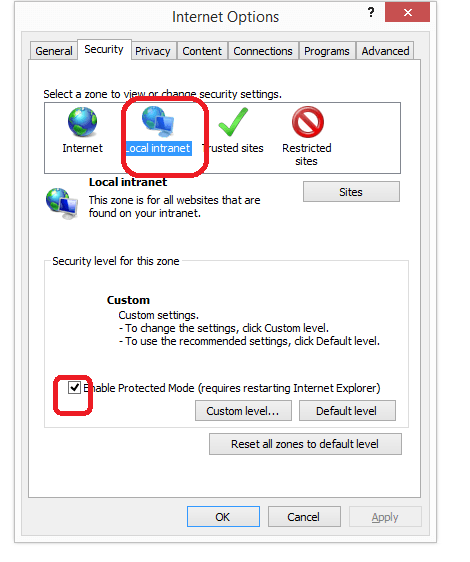 Internet Options
?
General Security Privacy Content Connections Programs Advanced
Select a zone to view or change security settings.
Internet
Local intranet
Trusted sites
Restricted
sites
Local intranet
This zone is for all websites that are
found on your intranet.
Sites
Security level for this zone
Custom
Custom settings.
- To change the settings, click Custom level.
- To use the recommended settings, click Default level.
Enable Protected Mode (requires restarting Internet Explorer)
Custom level...
Default level
Reset all zones to default level
OK
Cancel
Apply